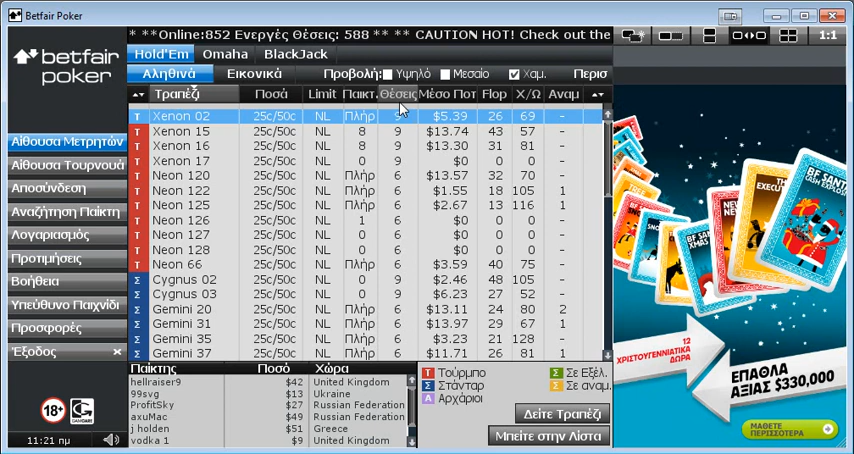 Betfair Poker
* **Online:852 Ενεργές Θέσεις: 588 ** ** CAUTION HOT! Check out the
betfair
poker
Hold'Em Omaha BlackJack
1:1
Αληθινά Εικονικά Προβολή: Υψηλό Μεσαίο Χαμ. Περισ
Τραπέζι Ποσά Limit Παικτ. Θέσεις Μέσο Ποτ Flop Χ/Ω Αναμ
T Xenon 02 25c/50c NL Πλήρ 9 $5.39 26 69 -
T Xenon 15 25c/50c NL 8 9 $13.74 43 57 -
T Xenon 16 25c/50c NL 8 9 $13.30 31 81 -
T Xenon 17 25c/50c NL 0 9 $0 0 0 -
T Neon 120 25c/50c NL Πλήρ 6 $13.57 32 70 -
T Neon 122 25c/50c NL Πλήρ 6 $1.55 18 105 1
T Neon 125 25c/50c NL Πλήρ 6 $2.67 13 116 1
T Neon 126 25c/50c NL 1 6 $0 0 0 -
T Neon 127 25c/50c NL 0 6 $0 0 0 -
T Neon 128 25c/50c NL 0 6 $0 0 0 -
T Neon 66 25c/50c NL Πλήρ 6 $3.59 40 75 -
Σ Cygnus 02 25c/50c NL 0 9 $2.46 48 105 -
Σ Cygnus 03 25c/50c NL 0 9 $6.23 27 52 -
Σ Gemini 20 25c/50c NL Πλήρ 6 $13.11 24 80 2
Σ Gemini 31 25c/50c NL Πλήρ 6 $13.97 29 67 1
Σ Gemini 35 25c/50c NL Πλήρ 6 $3.23 21 128 -
Σ Gemini 37 25c/50c NL Πλήρ 6 $11.71 26 81 1
Αίθουσα Μετρητών
Αίθουσα Τουρνουά
Αποσύνδεση
Αναζήτηση Παίκτη
Λογαριασμός
Προτιμήσεις
Βοήθεια
Υπεύθυνο Παιχνίδι
Προσφορές
Έξοδος
Παίκτης Ποσό Χώρα
hellraiser9 $42 United Kingdom
99svg $13 Ukraine
ProfitSky $27 Russian Federation
axuMac $49 Russian Federation
j holden $51 Greece
vodka 1 $9 United Kingdom
T Τούρμπο
Σ Στάνταρ
A Αρχάριοι
Σ Σε Εξέλ.
Σ Σε αναμ.
Δείτε Τραπέζι
Μπείτε στην Λίστα
18+
11:21 πμ
12
ΧΡΙΣΤΟΥΓΕΝΝΙΑΤΙΚΑ
ΔΩΡΑ
ΕΠΑΘΛΑ
ΑΞΙΑΣ $330,000
ΜΑΘΕΤΕ
ΠΕΡΙΣΣΟΤΕΡΑ